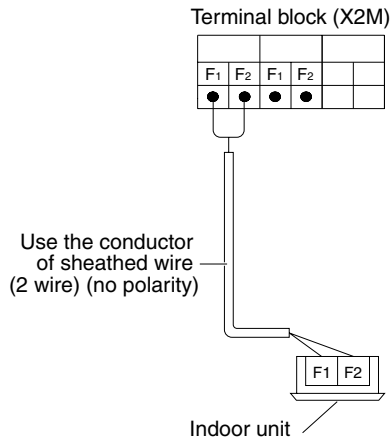 Terminal block (X2M)
F1 F2 F1 F2
Use the conductor
of sheathed wire
(2 wire) (no polarity)
F1 F2
Indoor unit